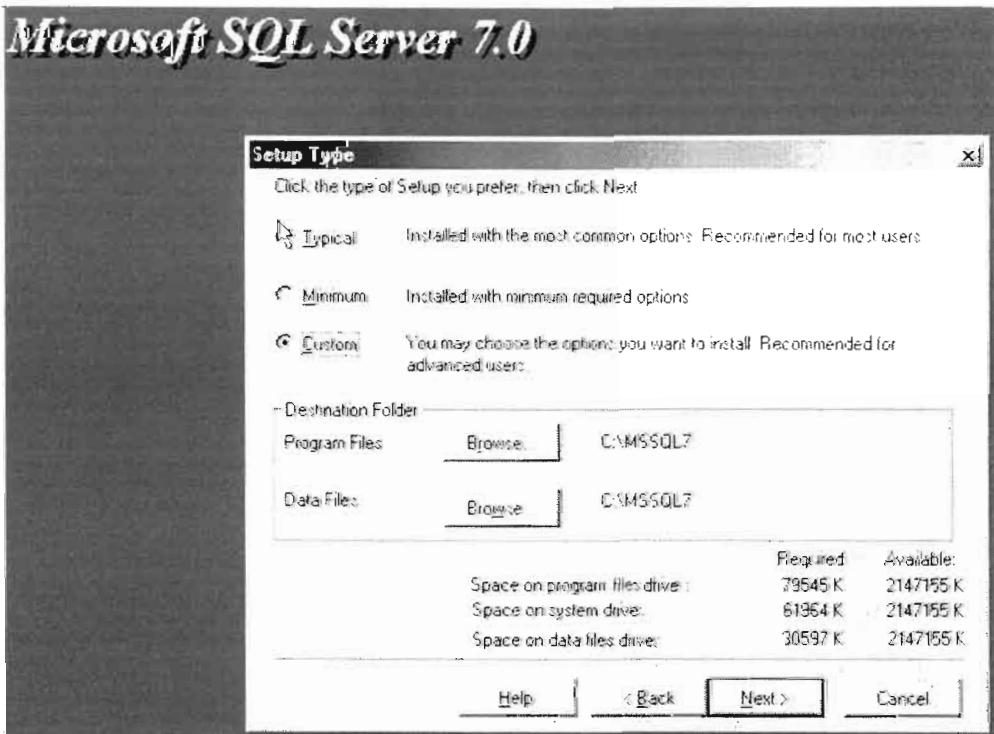 Microsoft SQL Server 7.0
Setup Type
Click the type of Setup you prefer, then click Next
Typical Installed with the most common options. Recommended for most users
Minimum Installed with minimum required options
Custom You may choose the options you want to install. Recommended for
advanced users.
Destination Folder
Program Files Browse. C:\MSSQL7
Data Files Browse C:\MSSQL7
Required Available:
Space on program files drive: 79545 K 2147155 K
Space on system drive: 61964 K 2147155 K
Space on data files drive: 30597 K 2147155 K
Help < Back Next > Cancel